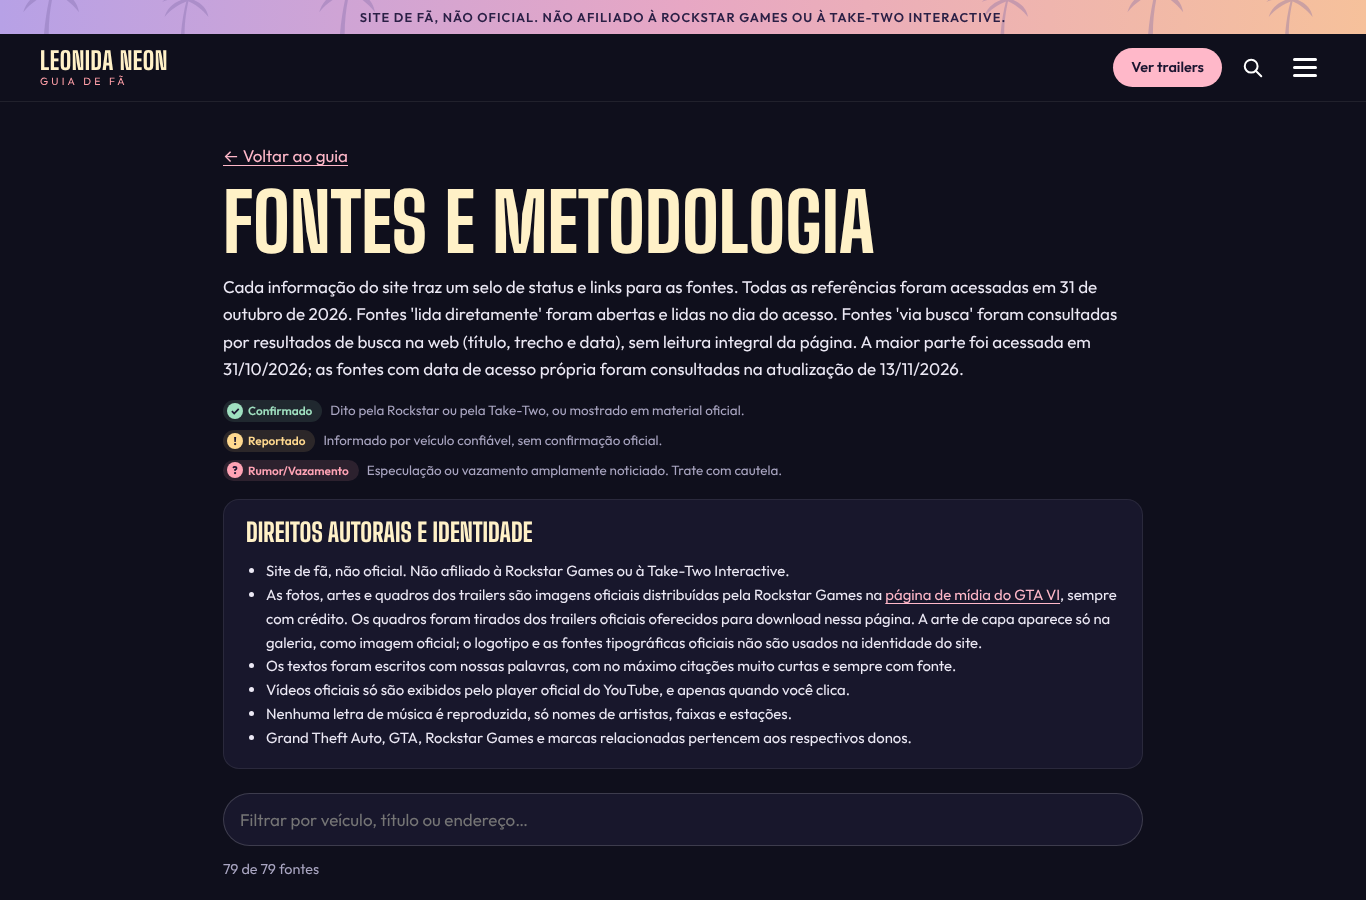 SITE DE FÃ, NÃO OFICIAL. NÃO AFILIADO À ROCKSTAR GAMES OU À TAKE-TWO INTERACTIVE.
LEONIDA NEON
GUIA DE FÃ
Ver trailers
← Voltar ao guia
FONTES E METODOLOGIA
Cada informação do site traz um selo de status e links para as fontes. Todas as referências foram acessadas em 31 de
outubro de 2026. Fontes 'lida diretamente' foram abertas e lidas no dia do acesso. Fontes 'via busca' foram consultadas
por resultados de busca na web (título, trecho e data), sem leitura integral da página. A maior parte foi acessada em
31/10/2026; as fontes com data de acesso própria foram consultadas na atualização de 13/11/2026.
Confirmado Dito pela Rockstar ou pela Take-Two, ou mostrado em material oficial.
! Reportado Informado por veículo confiável, sem confirmação oficial.
? Rumor/Vazamento Especulação ou vazamento amplamente noticiado. Trate com cautela.
DIREITOS AUTORAIS E IDENTIDADE
• Site de fã, não oficial. Não afiliado à Rockstar Games ou à Take-Two Interactive.
• As fotos, artes e quadros dos trailers são imagens oficiais distribuídas pela Rockstar Games na página de mídia do GTA VI, sempre
com crédito. Os quadros foram tirados dos trailers oficiais oferecidos para download nessa página. A arte de capa aparece só na
galeria, como imagem oficial; o logotipo e as fontes tipográficas oficiais não são usados na identidade do site.
• Os textos foram escritos com nossas palavras, com no máximo citações muito curtas e sempre com fonte.
• Vídeos oficiais só são exibidos pelo player oficial do YouTube, e apenas quando você clica.
• Nenhuma letra de música é reproduzida, só nomes de artistas, faixas e estações.
• Grand Theft Auto, GTA, Rockstar Games e marcas relacionadas pertencem aos respectivos donos.
Filtrar por veículo, título ou endereço...
79 de 79 fontes